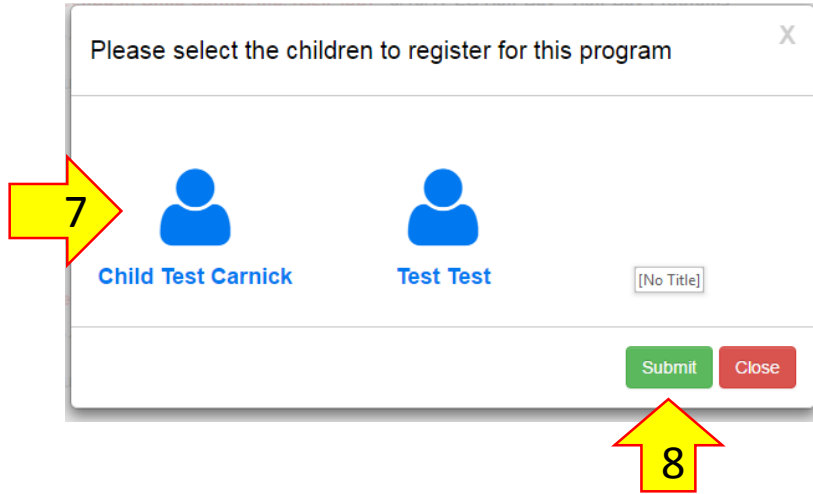 Please select the children to register for this program
X
7
Child Test Carnick
Test Test
[No Title]
Submit
Close
8